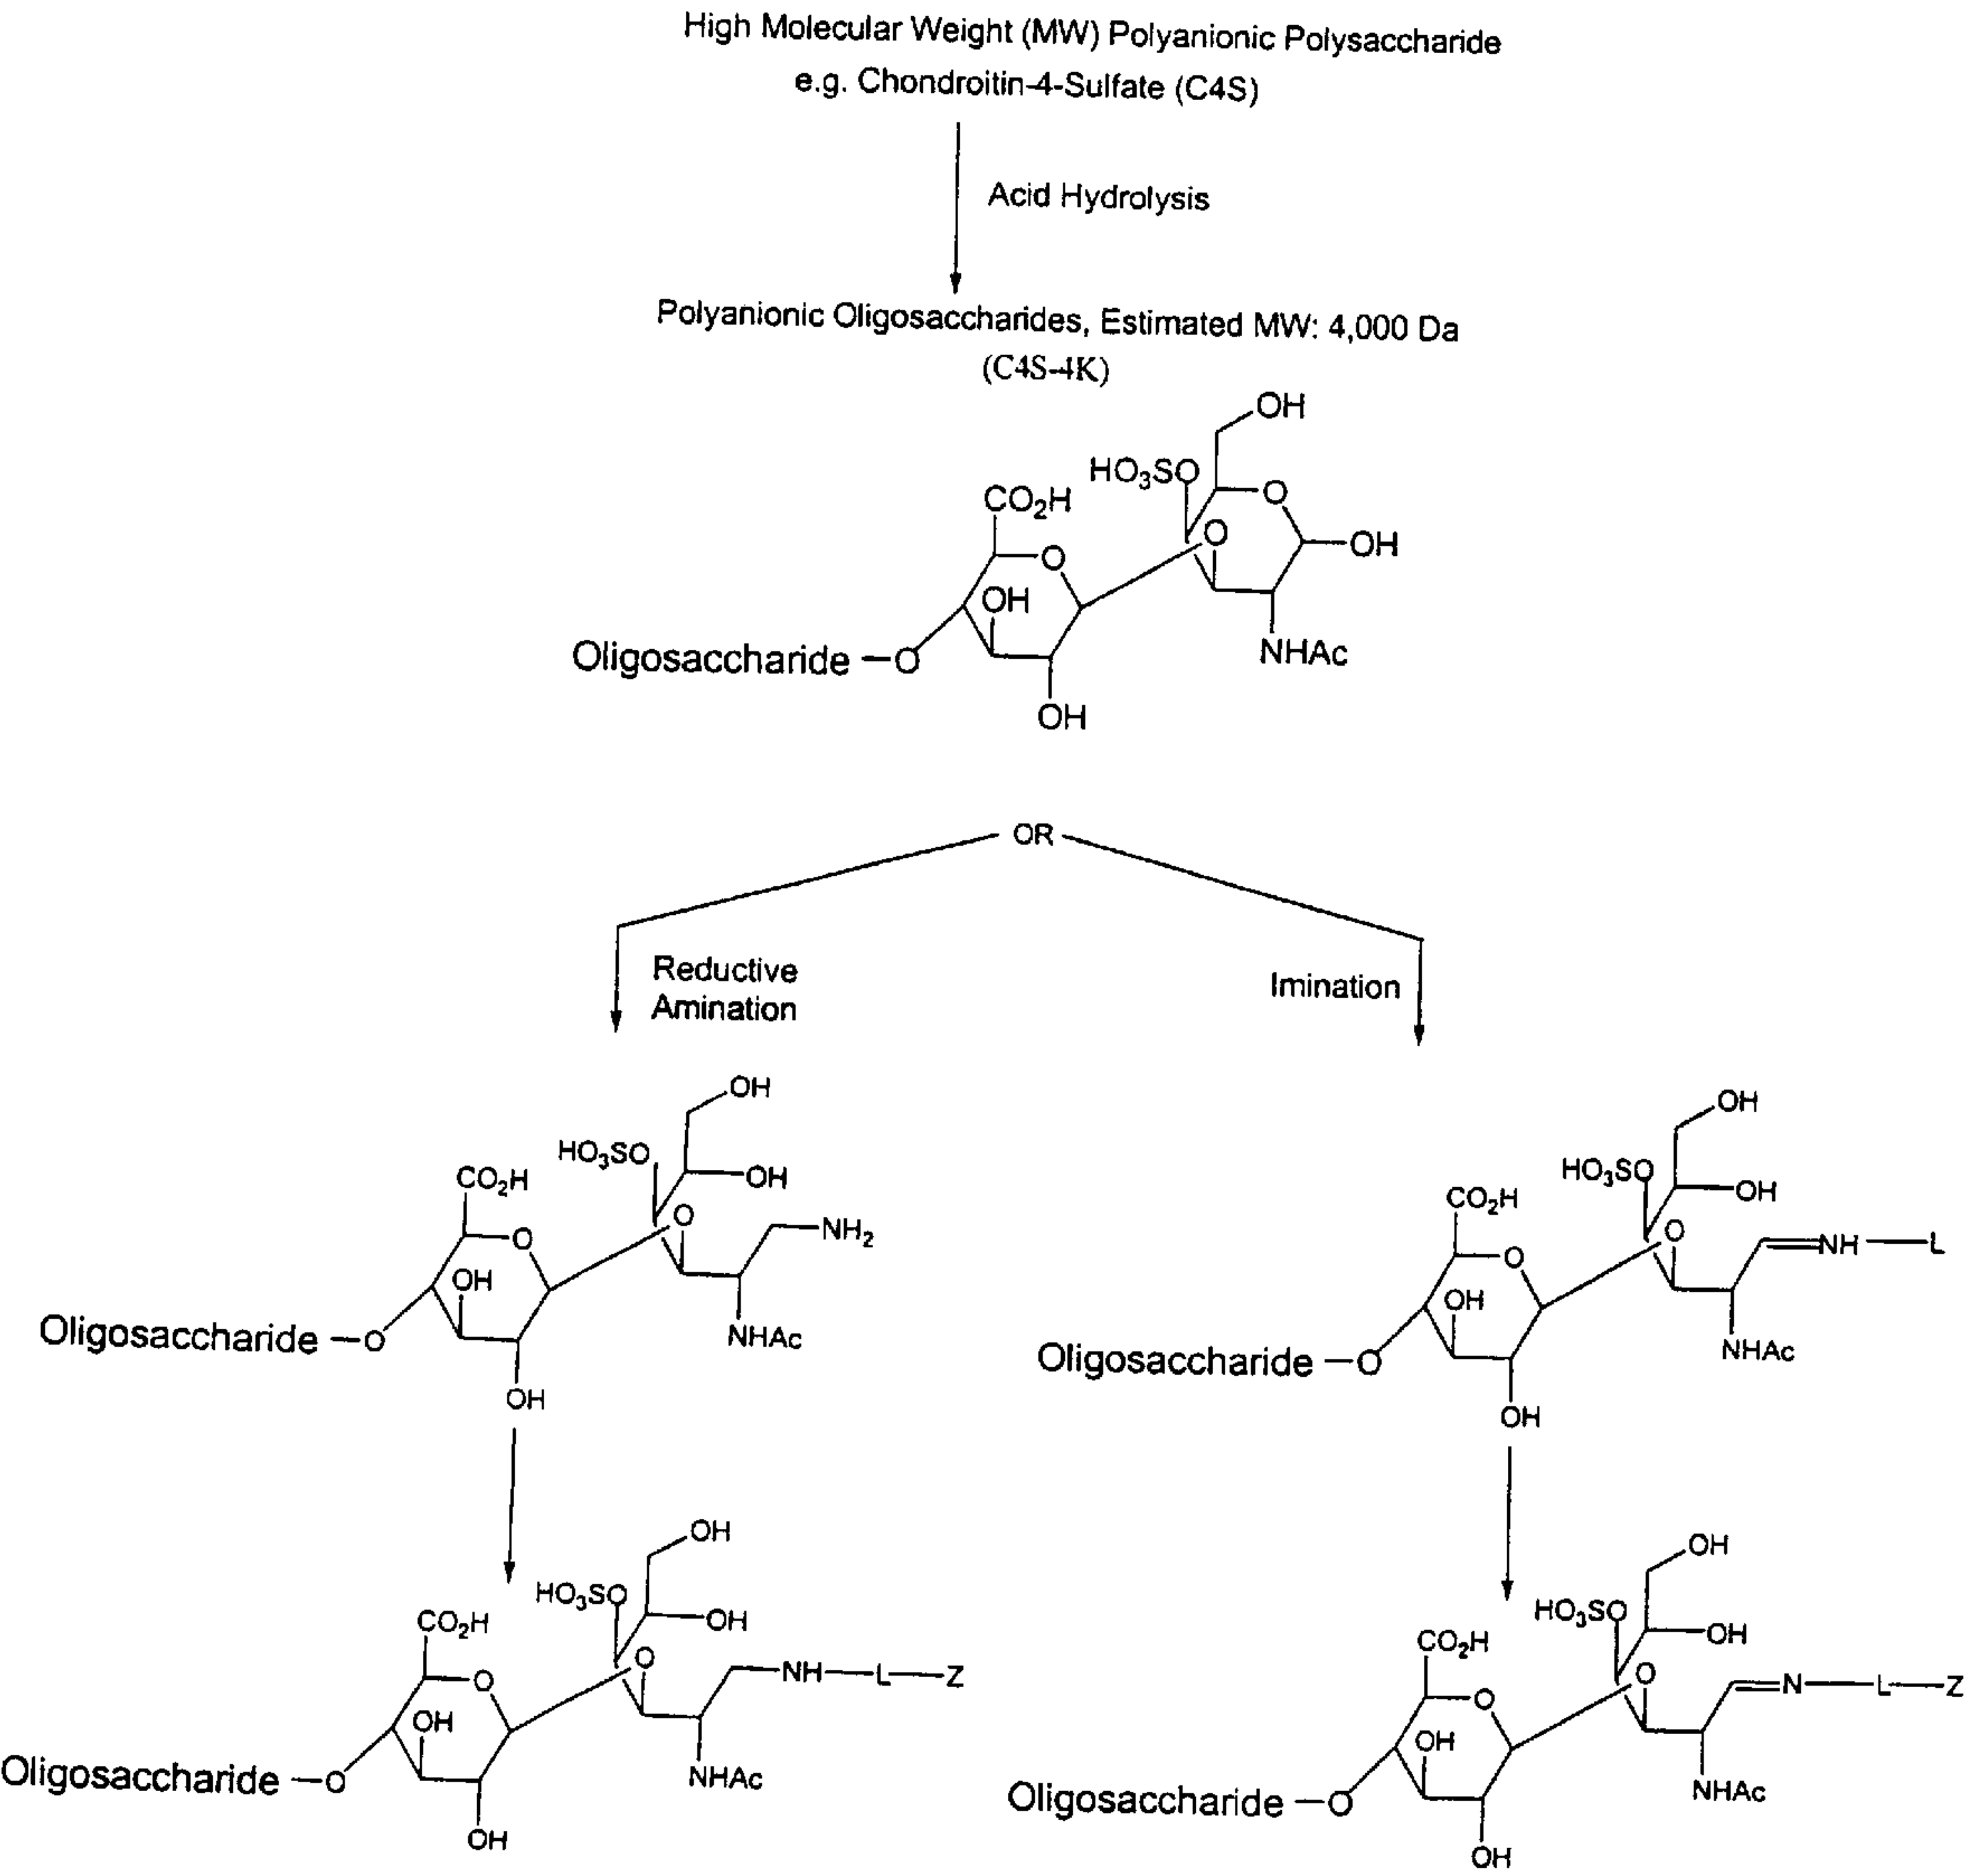 High Molecular Weight (MW) Polyanionic Polysaccharide
e.g. Chondroitin-4-Sulfate (C4S)
Acid Hydrolysis
Polyanionic Oligosaccharides, Estimated MW: 4,000 Da
(C4S-4K)
OH
HO3SO
CO2H
O
O
OH
O
OH
Oligosaccharide –O
NHAc
OH
OR
Reductive
Amination
Imination
OH
HO3SO
CO2H
OH
O
NH2
O
OH
Oligosaccharide –O
NHAc
OH
OH
HO3SO
CO2H
OH
O
NH L
O
OH
Oligosaccharide –O
NHAc
OH
OH
HO3SO
CO2H
OH
O
NH L Z
O
OH
Oligosaccharide –O
NHAc
OH
OH
HO3SO
CO2H
OH
O
N L Z
O
OH
Oligosaccharide –O
NHAc
OH